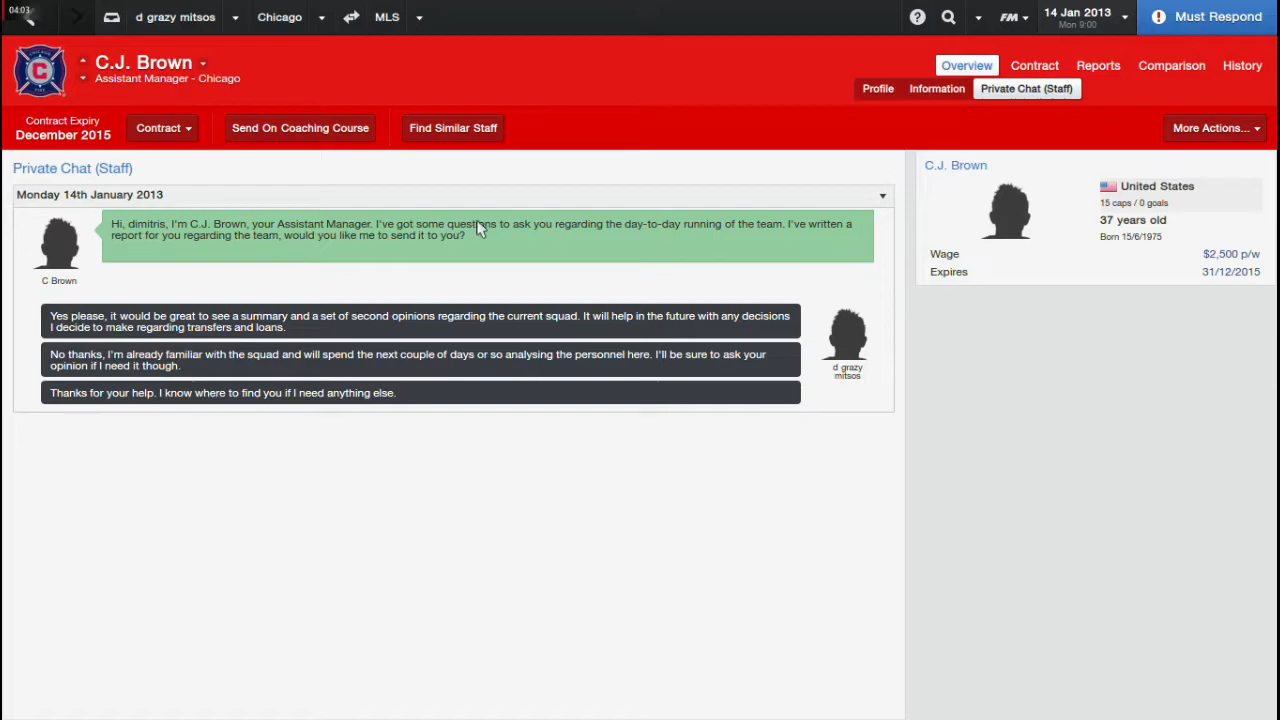 04:03
d grazy mitsos
Chicago
MLS
FM
14 Jan 2013
Mon 9:00
Must Respond
C.J. Brown
Assistant Manager - Chicago
Overview
Contract
Reports
Comparison
History
Profile
Information
Private Chat (Staff)
Contract Expiry
December 2015
Contract
Send On Coaching Course
Find Similar Staff
More Actions...
Private Chat (Staff)
Monday 14th January 2013
Hi, dimitris, I'm C.J. Brown, your Assistant Manager. I've got some questions to ask you regarding the day-to-day running of the team. I've written a
report for you regarding the team, would you like me to send it to you?
C Brown
Yes please, it would be great to see a summary and a set of second opinions regarding the current squad. It will help in the future with any decisions
I decide to make regarding transfers and loans.
No thanks, I'm already familiar with the squad and will spend the next couple of days or so analysing the personnel here. I'll be sure to ask your
opinion if I need it though.
Thanks for your help. I know where to find you if I need anything else.
d grazy
mitsos
C.J. Brown
United States
15 caps / 0 goals
37 years old
Born 15/6/1975
Wage
$2,500 p/w
Expires
31/12/2015